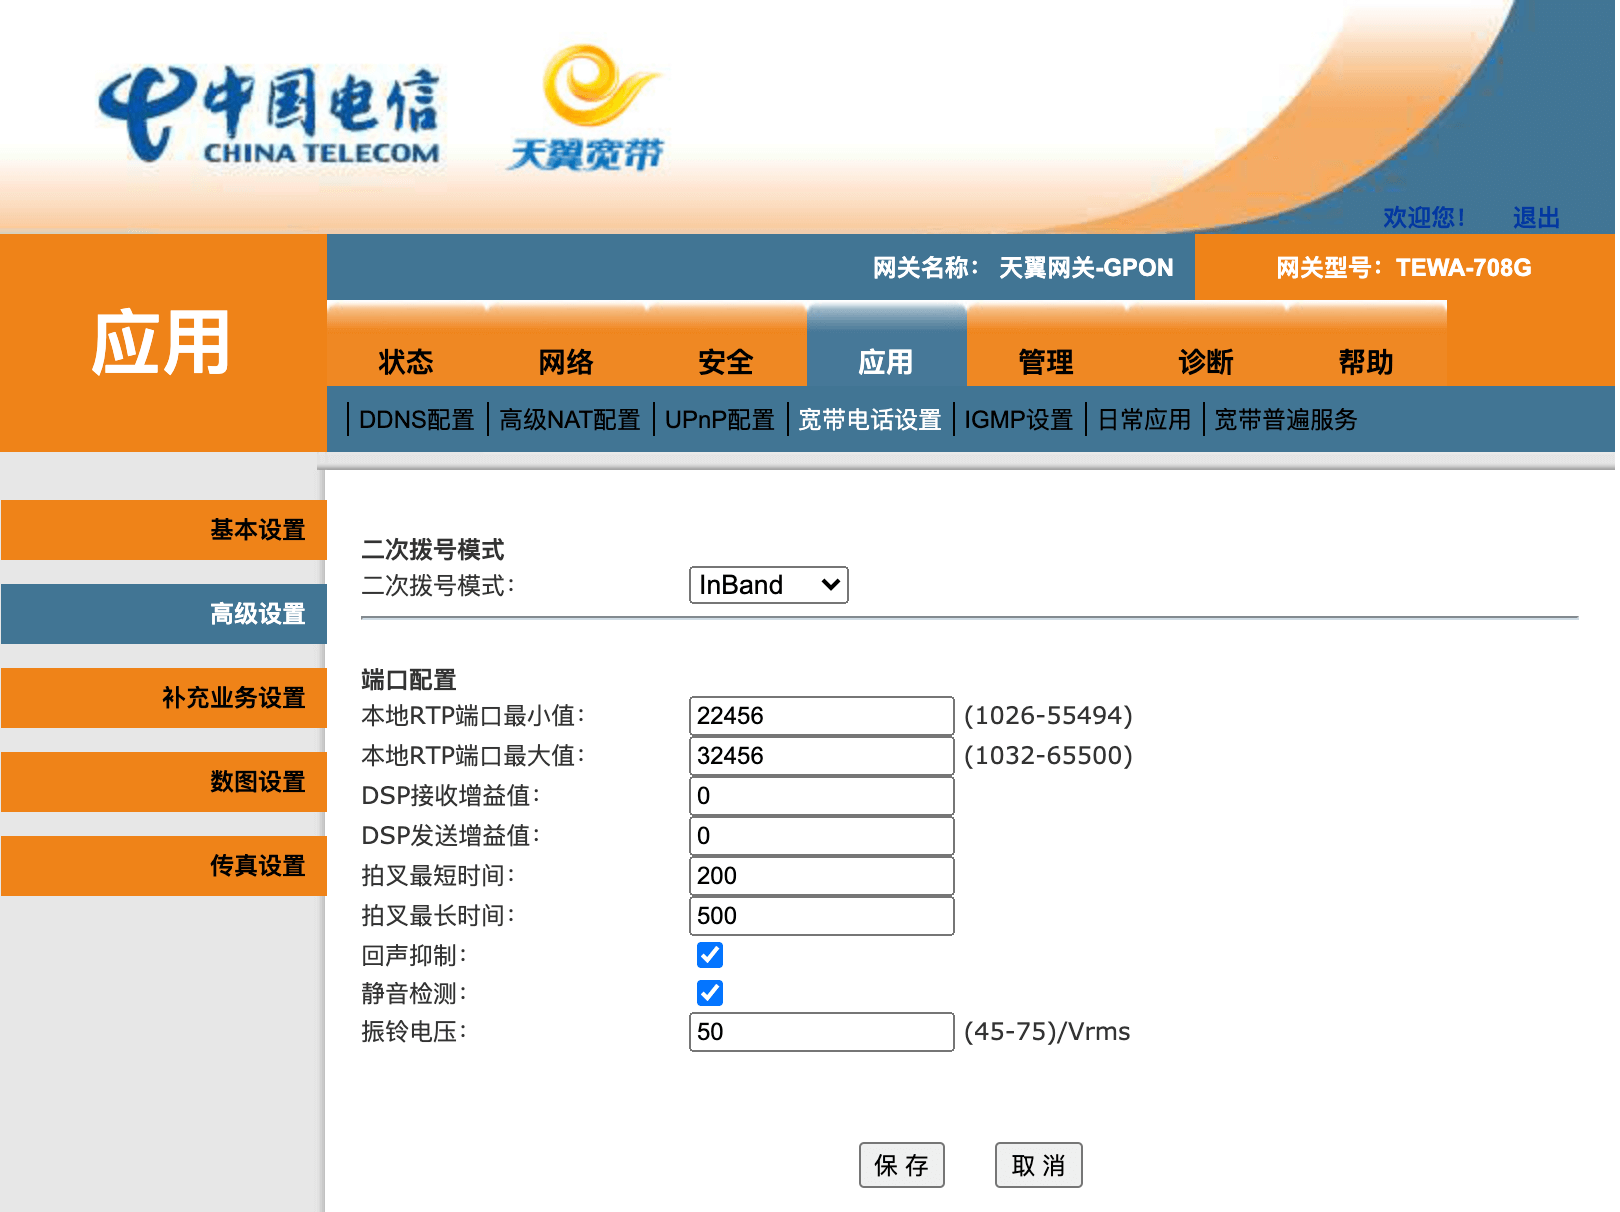 中国电信
CHINA TELECOM
天翼宽带
欢迎您! 退出
网关名称: 天翼网关-GPON 网关型号: TEWA-708G
应用
状态 网络 安全 应用 管理 诊断 帮助
DDNS配置 高级NAT配置 UPnP配置 宽带电话设置 IGMP设置 日常应用 宽带普遍服务
基本设置
高级设置
补充业务设置
数图设置
传真设置
二次拨号模式
二次拨号模式: InBand
端口配置
本地RTP端口最小值: 22456 (1026-55494)
本地RTP端口最大值: 32456 (1032-65500)
DSP接收增益值: 0
DSP发送增益值: 0
拍叉最短时间: 200
拍叉最长时间: 500
回声抑制:
静音检测:
振铃电压: 50 (45-75)/Vrms
保 存 取 消